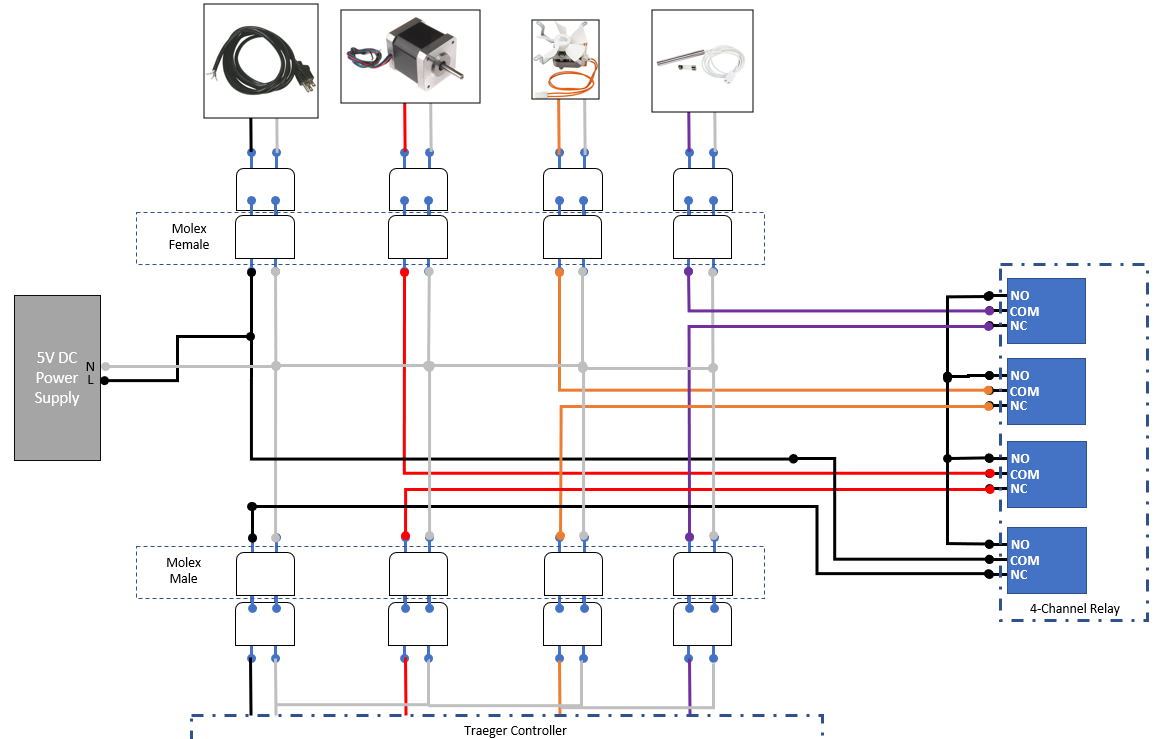 Molex
Female
5V DC
Power
Supply
N
L
NO
COM
NC
NO
COM
NC
NO
COM
NC
NO
COM
NC
4-Channel Relay
Molex
Male
Traeger Controller